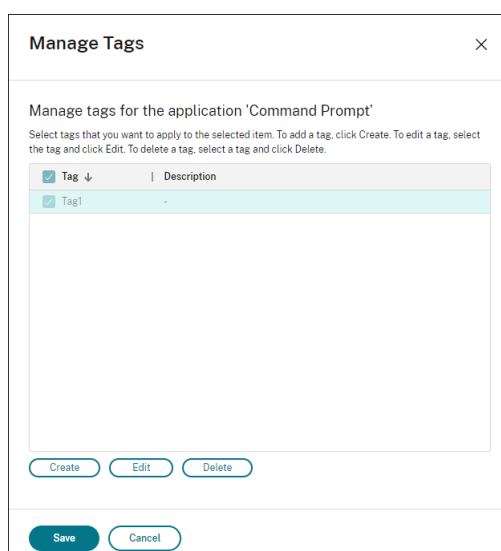 Manage Tags
Manage tags for the application 'Command Prompt'
Select tags that you want to apply to the selected item. To add a tag, click Create. To edit a tag, select
the tag and click Edit. To delete a tag, select a tag and click Delete.
Tag ↓ | Description
Tag1 -
Create Edit Delete
Save Cancel